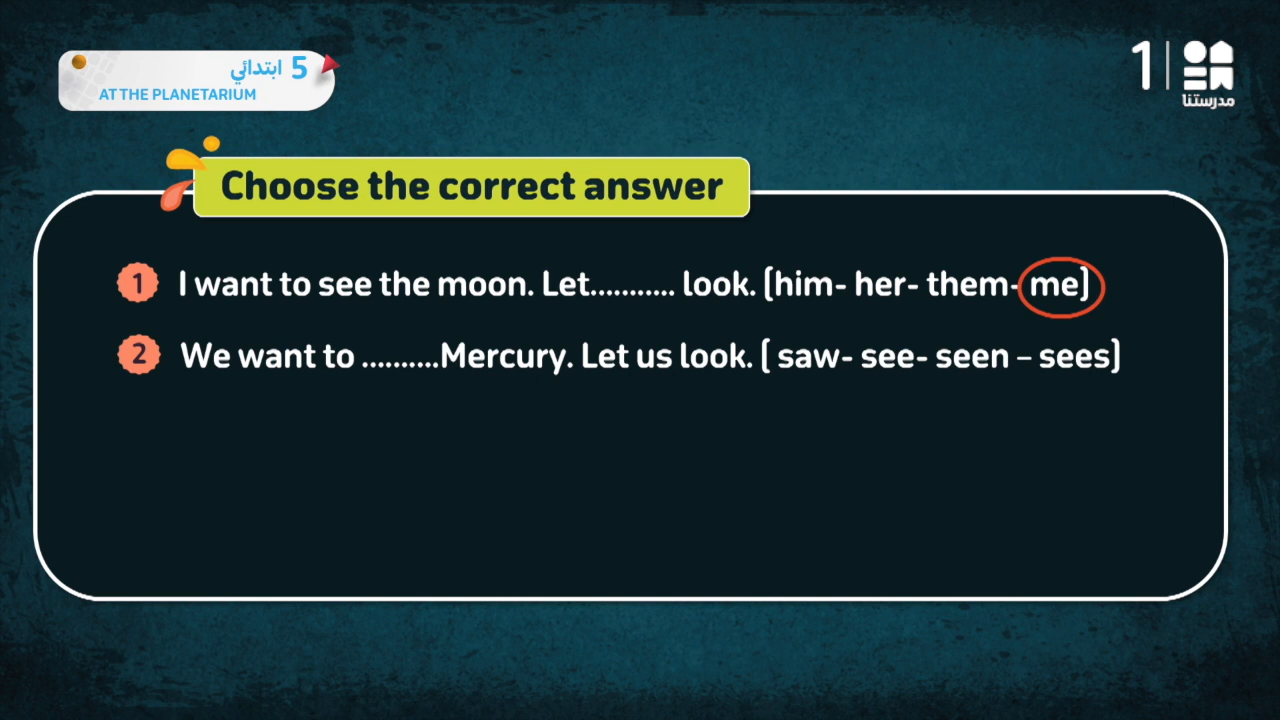 5 ابتدائي
AT THE PLANETARIUM
1
مدرستنا
Choose the correct answer
1 I want to see the moon. Let........... look. (him- her- them- me)
2 We want to ..........Mercury. Let us look. ( saw- see- seen – sees)